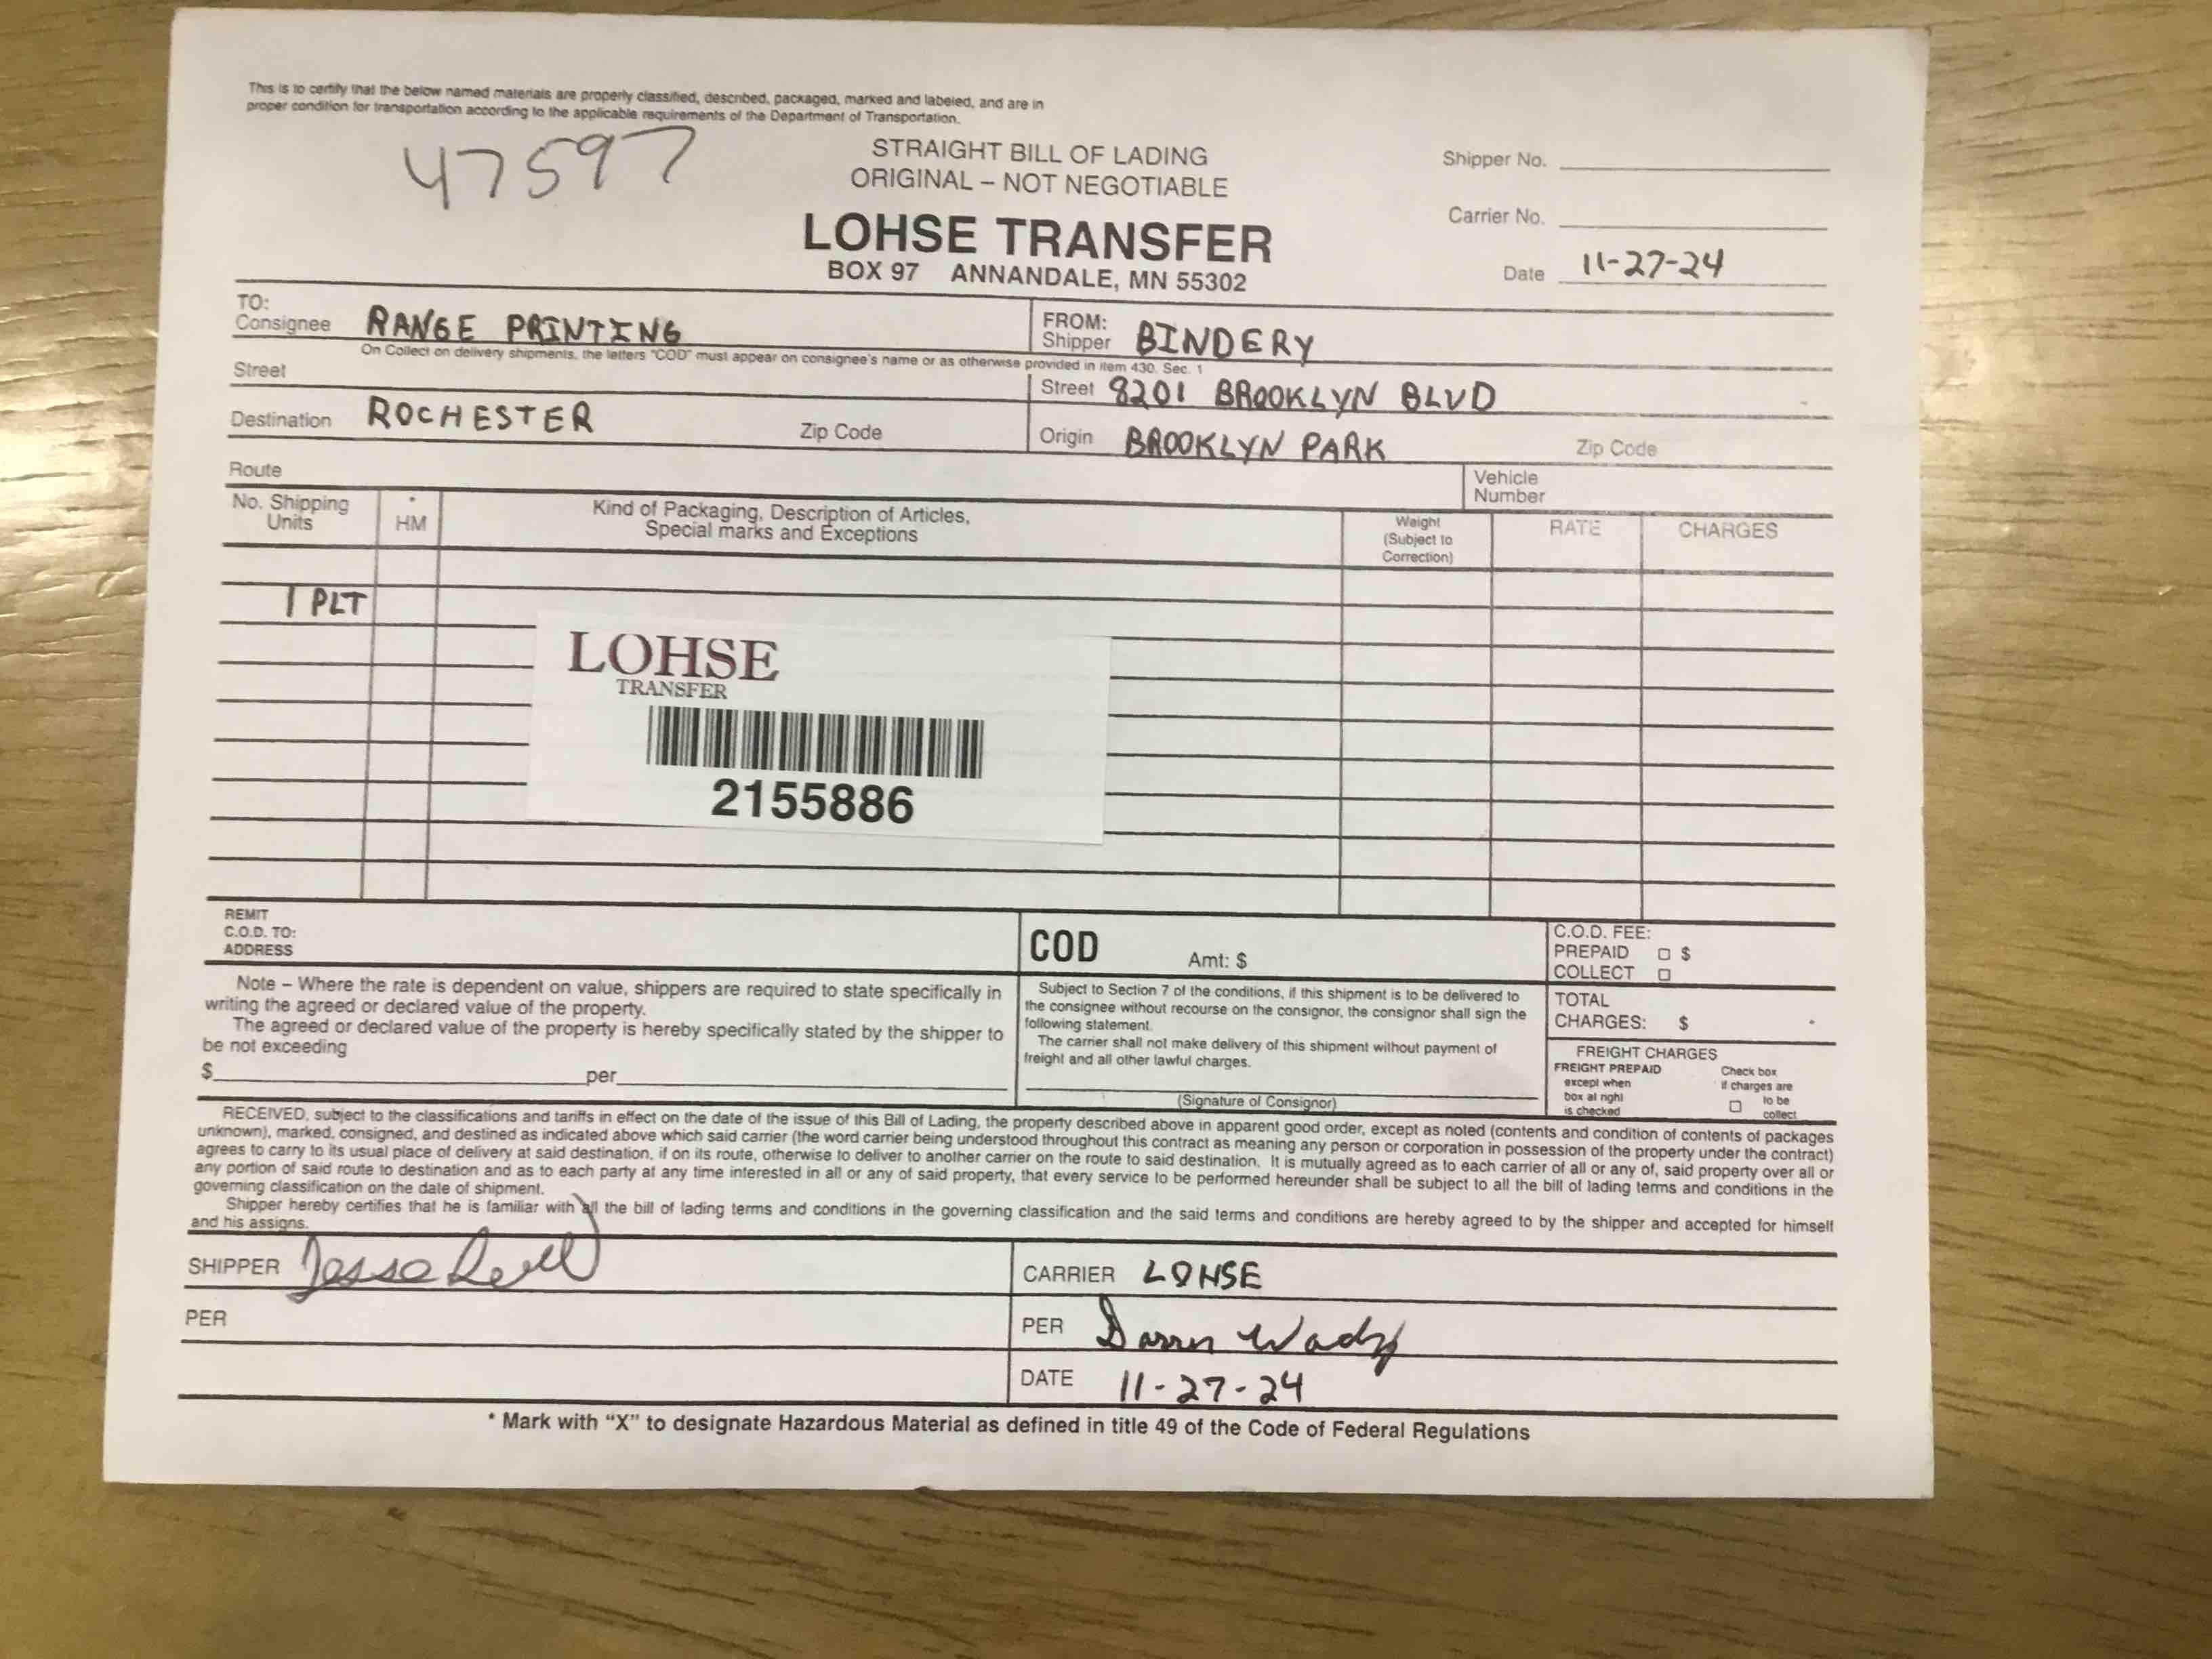 This is to certify that the below named materials are properly classified, described, packaged, marked and labeled, and are in
proper condition for transportation according to the applicable requirements of the Department of Transportation.
47597
STRAIGHT BILL OF LADING
ORIGINAL – NOT NEGOTIABLE
LOHSE TRANSFER
BOX 97 ANNANDALE, MN 55302
Shipper No.
Carrier No.
Date 11-27-24
TO:
Consignee RANGE PRINTING
FROM:
Shipper BINDERY
On Collect on delivery shipments, the letters "COD" must appear on consignee's name or as otherwise provided in item 430, Sec. 1
Street
Street 8201 BROOKLYN BLVD
Destination ROCHESTER Zip Code
Origin BROOKLYN PARK Zip Code
Route
Vehicle
Number
No. Shipping
Units
*
HM
Kind of Packaging, Description of Articles,
Special marks and Exceptions
Weight
(Subject to
Correction)
RATE
CHARGES
1 PLT
LOHSE
TRANSFER
2155886
REMIT
C.O.D. TO:
ADDRESS
COD Amt: $
C.O.D. FEE:
PREPAID $
COLLECT
Note – Where the rate is dependent on value, shippers are required to state specifically in
writing the agreed or declared value of the property.
The agreed or declared value of the property is hereby specifically stated by the shipper to
be not exceeding
$ per
Subject to Section 7 of the conditions, if this shipment is to be delivered to
the consignee without recourse on the consignor, the consignor shall sign the
following statement.
The carrier shall not make delivery of this shipment without payment of
freight and all other lawful charges.
(Signature of Consignor)
TOTAL
CHARGES: $
FREIGHT CHARGES
FREIGHT PREPAID
except when
box at right
is checked
Check box
if charges are
to be
collect
RECEIVED, subject to the classifications and tariffs in effect on the date of the issue of this Bill of Lading, the property described above in apparent good order, except as noted (contents and condition of contents of packages
unknown), marked, consigned, and destined as indicated above which said carrier (the word carrier being understood throughout this contract as meaning any person or corporation in possession of the property under the contract)
agrees to carry to its usual place of delivery at said destination, if on its route, otherwise to deliver to another carrier on the route to said destination. It is mutually agreed as to each carrier of all or any of, said property over all or
any portion of said route to destination and as to each party at any time interested in all or any of said property, that every service to be performed hereunder shall be subject to all the bill of lading terms and conditions in the
governing classification on the date of shipment.
Shipper hereby certifies that he is familiar with all the bill of lading terms and conditions in the governing classification and the said terms and conditions are hereby agreed to by the shipper and accepted for himself
and his assigns.
SHIPPER
CARRIER LOHSE
PER
PER
DATE 11-27-24
* Mark with "X" to designate Hazardous Material as defined in title 49 of the Code of Federal Regulations